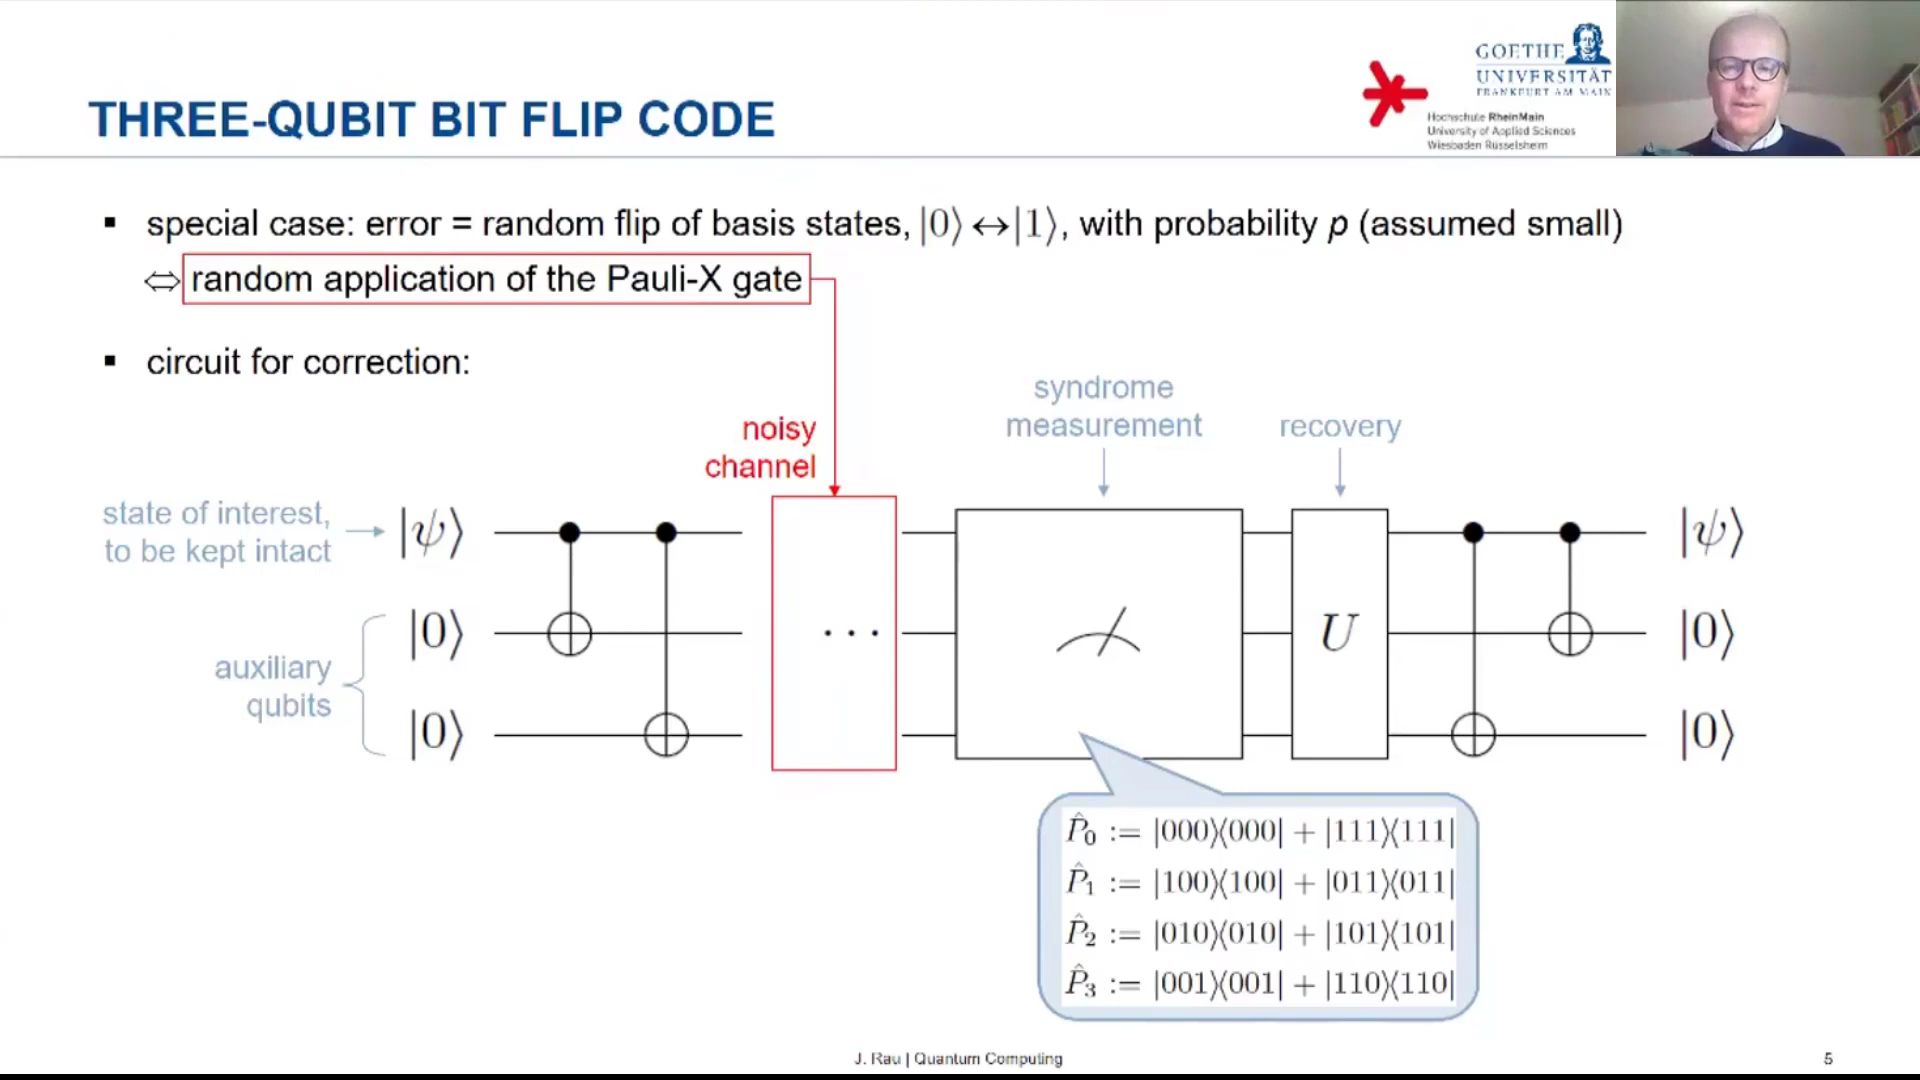 GOETHE
UNIVERSITÄT
FRANKFURT AM MAIN
Hochschule RheinMain
University of Applied Sciences
Wiesbaden Rüsselsheim
THREE-QUBIT BIT FLIP CODE
▪ special case: error = random flip of basis states, |0⟩ ↔ |1⟩, with probability p (assumed small)
⇔ random application of the Pauli-X gate
▪ circuit for correction:
syndrome
measurement
recovery
noisy
channel
state of interest,
to be kept intact
|ψ⟩
|ψ⟩
|0⟩
· · ·
U
|0⟩
auxiliary
qubits
|0⟩
|0⟩
P̂₀ := |000⟩⟨000| + |111⟩⟨111|
P̂₁ := |100⟩⟨100| + |011⟩⟨011|
P̂₂ := |010⟩⟨010| + |101⟩⟨101|
P̂₃ := |001⟩⟨001| + |110⟩⟨110|
J. Rau | Quantum Computing
5